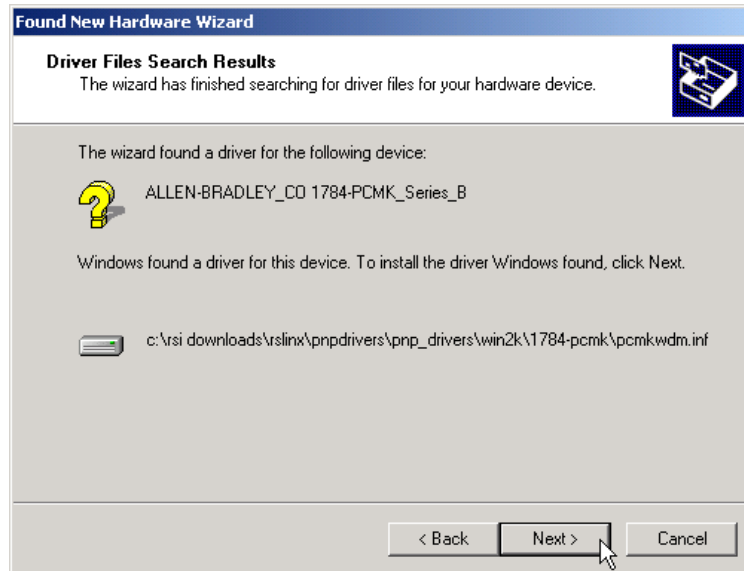 Found New Hardware Wizard
Driver Files Search Results
The wizard has finished searching for driver files for your hardware device.
The wizard found a driver for the following device:
ALLEN-BRADLEY_CO 1784-PCMK_Series_B
Windows found a driver for this device. To install the driver Windows found, click Next.
c:\rsi downloads\rslinx\pnpdrivers\pnp_drivers\win2k\1784-pcmk\pcmkwdm.inf
< Back
Next >
Cancel